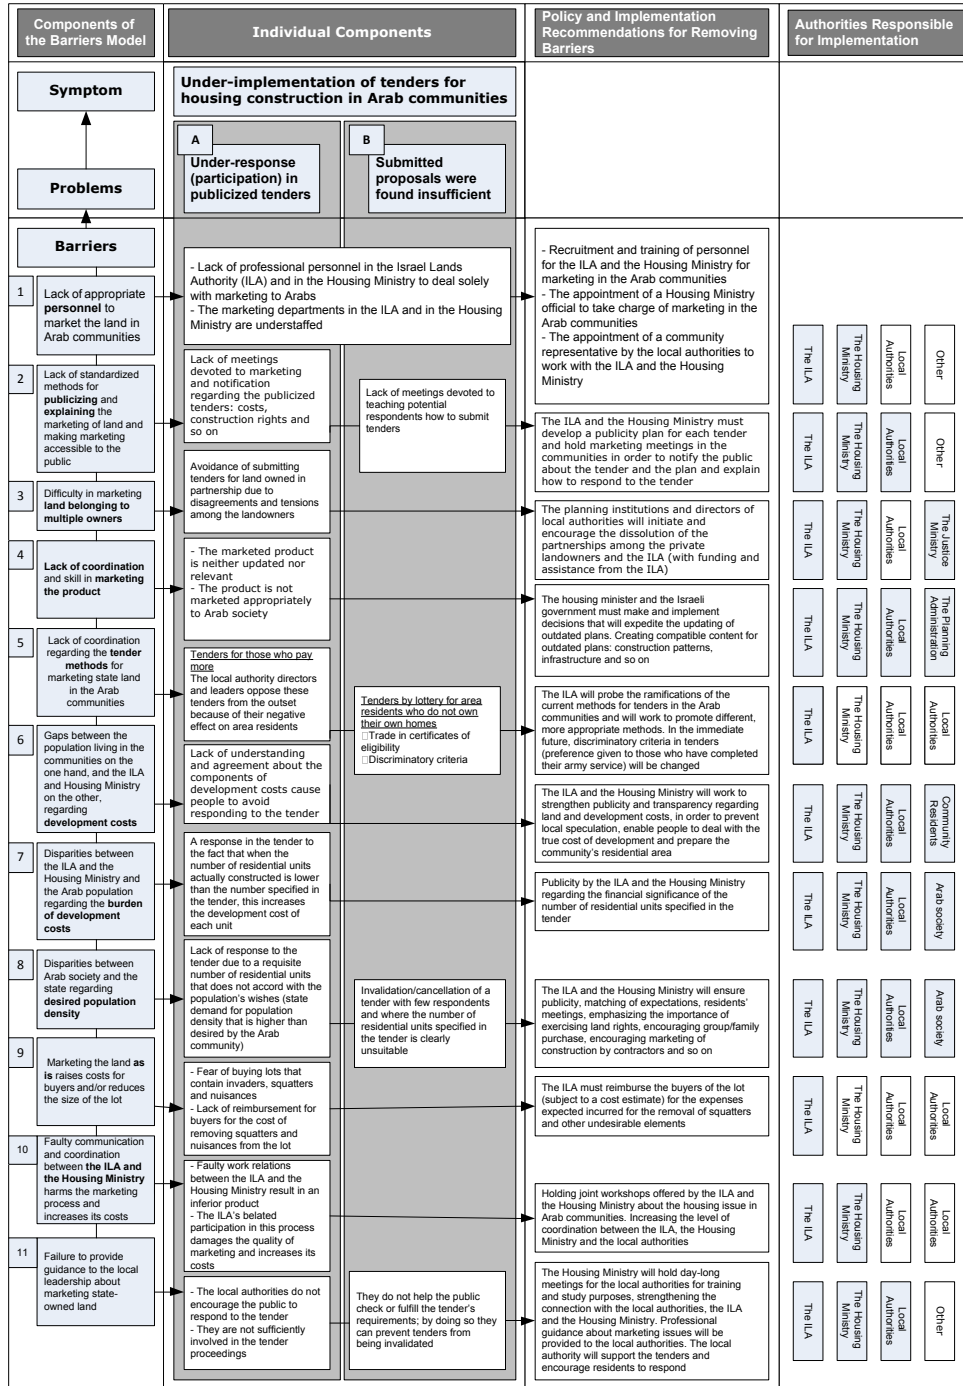 Components of
the Barriers Model
Individual Components
Policy and Implementation
Recommendations for Removing
Barriers
Authorities Responsible
for Implementation
Symptom
Under-implementation of tenders for
housing construction in Arab communities
Problems
A
Under-response
(participation) in
publicized tenders
B
Submitted
proposals were
found insufficient
Barriers
1
Lack of appropriate
personnel to
market the land in
Arab communities
- Lack of professional personnel in the Israel Lands
Authority (ILA) and in the Housing Ministry to deal solely
with marketing to Arabs
- The marketing departments in the ILA and in the Housing
Ministry are understaffed
- Recruitment and training of personnel
for the ILA and the Housing Ministry for
marketing in the Arab communities
- The appointment of a Housing Ministry
official to take charge of marketing in the
Arab communities
- The appointment of a community
representative by the local authorities to
work with the ILA and the Housing
Ministry
The ILA
The Housing
Ministry
Local
Authorities
Other
2
Lack of standardized
methods for
publicizing and
explaining the
marketing of land and
making marketing
accessible to the
public
Lack of meetings
devoted to marketing
and notification
regarding the publicized
tenders: costs,
construction rights and
so on
Lack of meetings devoted to
teaching potential
respondents how to submit
tenders
The ILA and the Housing Ministry must
develop a publicity plan for each tender
and hold marketing meetings in the
communities in order to notify the public
about the tender and the plan and explain
how to respond to the tender
The ILA
The Housing
Ministry
Local
Authorities
Other
3
Difficulty in marketing
land belonging to
multiple owners
Avoidance of submitting
tenders for land owned in
partnership due to
disagreements and tensions
among the landowners
The planning institutions and directors of
local authorities will initiate and
encourage the dissolution of the
partnerships among the private
landowners and the ILA (with funding and
assistance from the ILA)
The ILA
The Housing
Ministry
Local
Authorities
The Justice
Ministry
4
Lack of coordination
and skill in marketing
the product
- The marketed product
is neither updated nor
relevant
- The product is not
marketed appropriately
to Arab society
The housing minister and the Israeli
government must make and implement
decisions that will expedite the updating of
outdated plans. Creating compatible content for
outdated plans: construction patterns,
infrastructure and so on
The ILA
The Housing
Ministry
Local
Authorities
The Planning
Administration
5
Lack of coordination
regarding the tender
methods for
marketing state land
in the Arab
communities
Tenders for those who pay
more
The local authority directors
and leaders oppose these
tenders from the outset
because of their negative
effect on area residents
Tenders by lottery for area
residents who do not own
their own homes
□Trade in certificates of
eligibility
□Discriminatory criteria
The ILA will probe the ramifications of the
current methods for tenders in the Arab
communities and will work to promote different,
more appropriate methods. In the immediate
future, discriminatory criteria in tenders
(preference given to those who have completed
their army service) will be changed
The ILA
The Housing
Ministry
Local
Authorities
Local
Authorities
6
Gaps between the
population living in the
communities on the
one hand, and the ILA
and Housing Ministry
on the other,
regarding
development costs
Lack of understanding
and agreement about the
components of
development costs cause
people to avoid
responding to the tender
The ILA and the Housing Ministry will work to
strengthen publicity and transparency regarding
land and development costs, in order to prevent
local speculation, enable people to deal with the
true cost of development and prepare the
community's residential area
The ILA
The Housing
Ministry
Local
Authorities
Community
Residents
7
Disparities between
the ILA and the
Housing Ministry and
the Arab population
regarding the burden
of development
costs
A response in the tender to
the fact that when the
number of residential units
actually constructed is lower
than the number specified in
the tender, this increases
the development cost of
each unit
Publicity by the ILA and the Housing Ministry
regarding the financial significance of the
number of residential units specified in the
tender
The ILA
The Housing
Ministry
Local
Authorities
Arab society
8
Disparities between
Arab society and the
state regarding
desired population
density
Lack of response to the
tender due to a requisite
number of residential units
that does not accord with the
population's wishes (state
demand for population
density that is higher than
desired by the Arab
community)
Invalidation/cancellation of a
tender with few respondents
and where the number of
residential units specified in
the tender is clearly
unsuitable
The ILA and the Housing Ministry will ensure
publicity, matching of expectations, residents'
meetings, emphasizing the importance of
exercising land rights, encouraging group/family
purchase, encouraging marketing of
construction by contractors and so on
The ILA
The Housing
Ministry
Local
Authorities
Arab society
9
Marketing the land as
is raises costs for
buyers and/or reduces
the size of the lot
- Fear of buying lots that
contain invaders, squatters
and nuisances
- Lack of reimbursement for
buyers for the cost of
removing squatters and
nuisances from the lot
The ILA must reimburse the buyers of the lot
(subject to a cost estimate) for the expenses
expected incurred for the removal of squatters
and other undesirable elements
The ILA
The Housing
Ministry
Local
Authorities
Local
Authorities
10
Faulty communication
and coordination
between the ILA and
the Housing Ministry
harms the marketing
process and
increases its costs
- Faulty work relations
between the ILA and the
Housing Ministry result in an
inferior product
- The ILA's belated
participation in this process
damages the quality of
marketing and increases its
costs
Holding joint workshops offered by the ILA and
the Housing Ministry about the housing issue in
Arab communities. Increasing the level of
coordination between the ILA, the Housing
Ministry and the local authorities
The ILA
The Housing
Ministry
Local
Authorities
Local
Authorities
11
Failure to provide
guidance to the local
leadership about
marketing state-
owned land
- The local authorities do not
encourage the public to
respond to the tender
- They are not sufficiently
involved in the tender
proceedings
They do not help the public
check or fulfill the tender's
requirements; by doing so they
can prevent tenders from
being invalidated
The Housing Ministry will hold day-long
meetings for the local authorities for training
and study purposes, strengthening the
connection with the local authorities, the ILA
and the Housing Ministry. Professional
guidance about marketing issues will be
provided to the local authorities. The local
authority will support the tenders and
encourage residents to respond
The ILA
The Housing
Ministry
Local
Authorities
Other